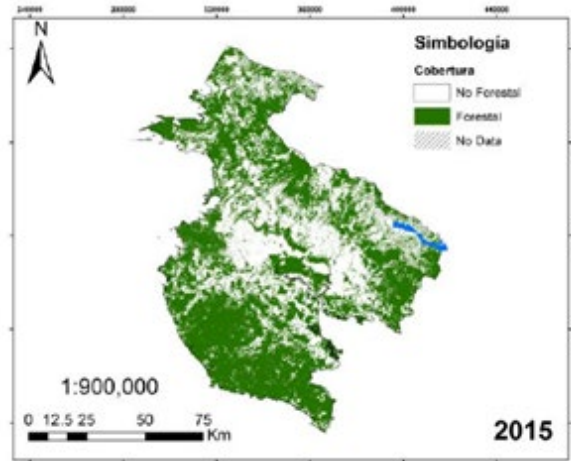 N
Simbología
Cobertura
No Forestal
Forestal
No Data
1:900,000
0 12.5 25 50 75
Km
2015